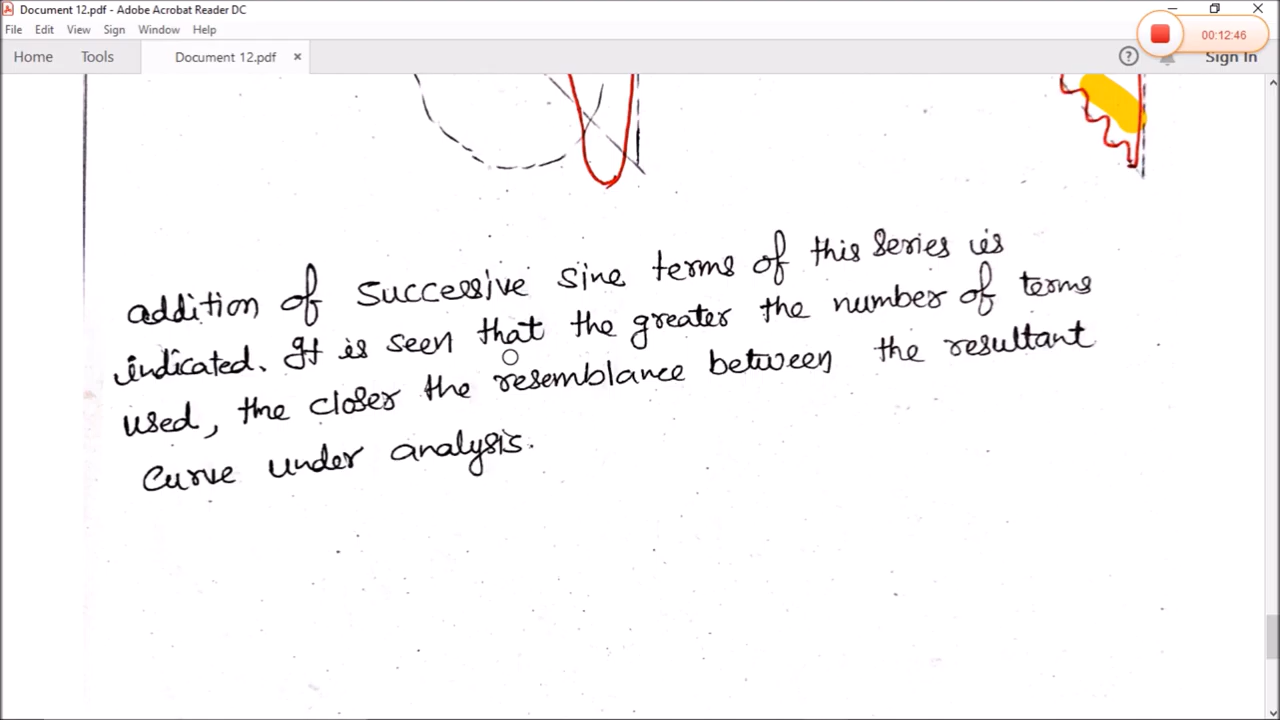 Document 12.pdf - Adobe Acrobat Reader DC
File Edit View Sign Window Help
00:12:46
Home Tools Document 12.pdf × Sign In
addition of successive sine terms of this series is
indicated. It is seen that the greater the number of terms
used, the closer the resemblance between the resultant
curve under analysis.